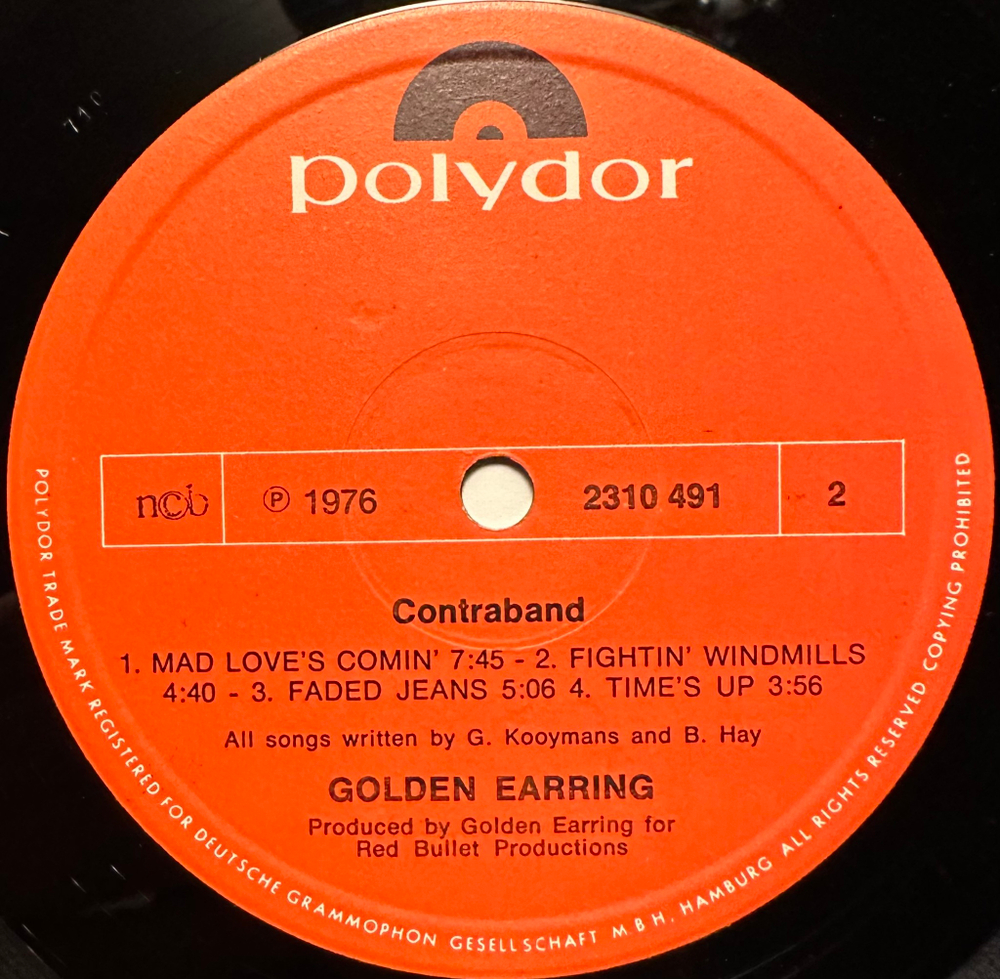 polydor
ncb ℗ 1976 2310 491 2
Contraband
1. MAD LOVE'S COMIN' 7:45 - 2. FIGHTIN' WINDMILLS
4:40 - 3. FADED JEANS 5:06 4. TIME'S UP 3:56
All songs written by G. Kooymans and B. Hay
GOLDEN EARRING
Produced by Golden Earring for
Red Bullet Productions
POLYDOR TRADE MARK REGISTERED FOR DEUTSCHE GRAMMOPHON GESELLSCHAFT M.B H, HAMBURG ALL RIGHTS RESERVED COPYING PROHIBITED